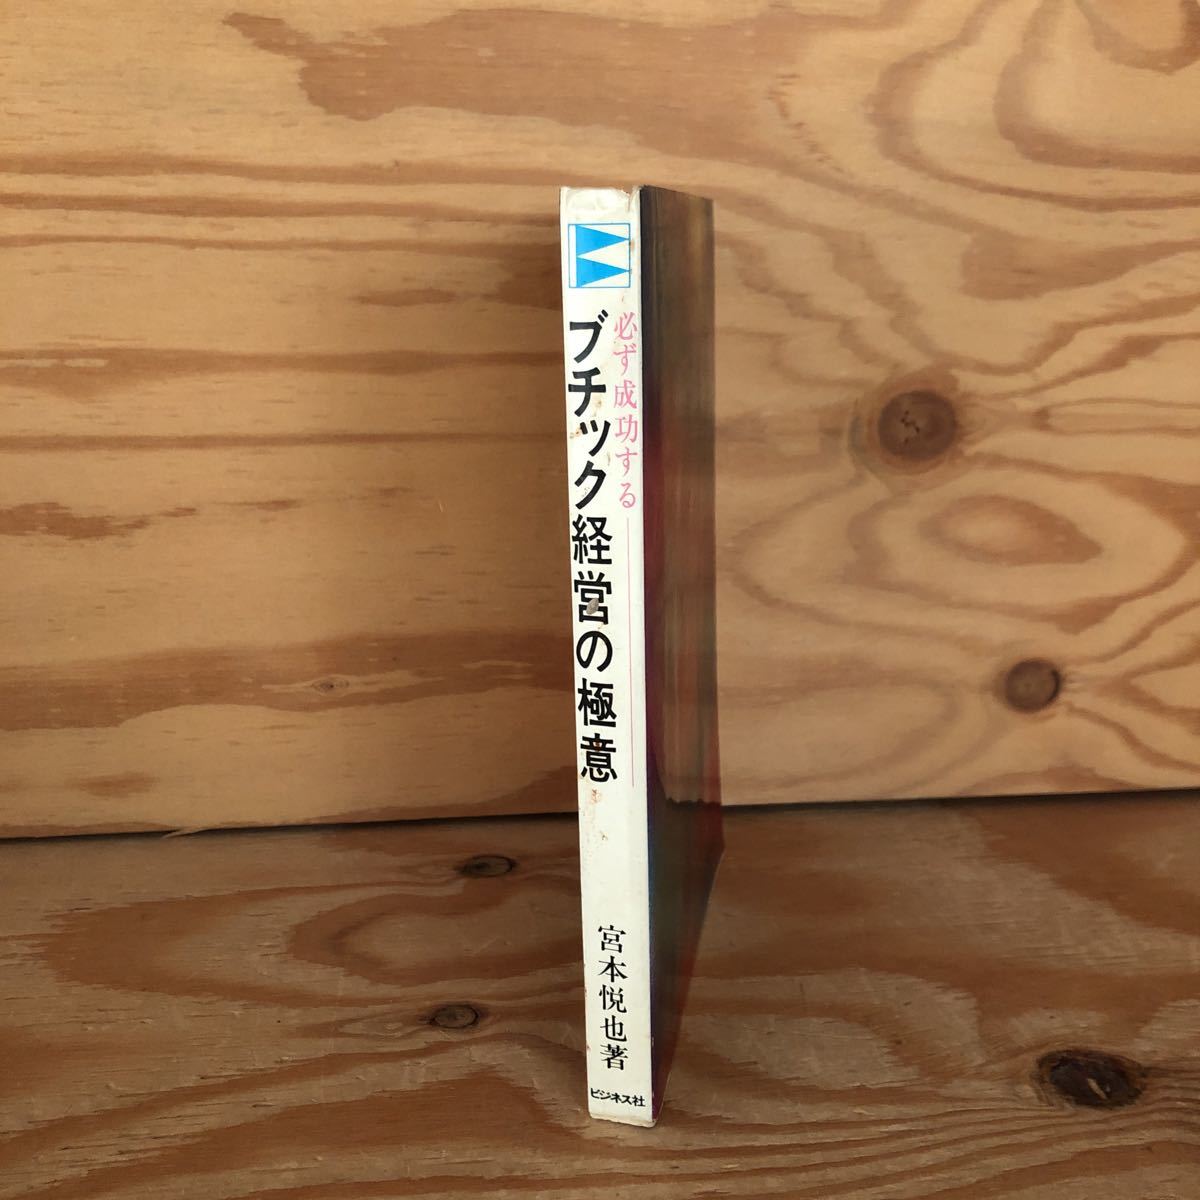 必ず成功する
ブチック経営の極意
宮本悦也著
ビジネス社